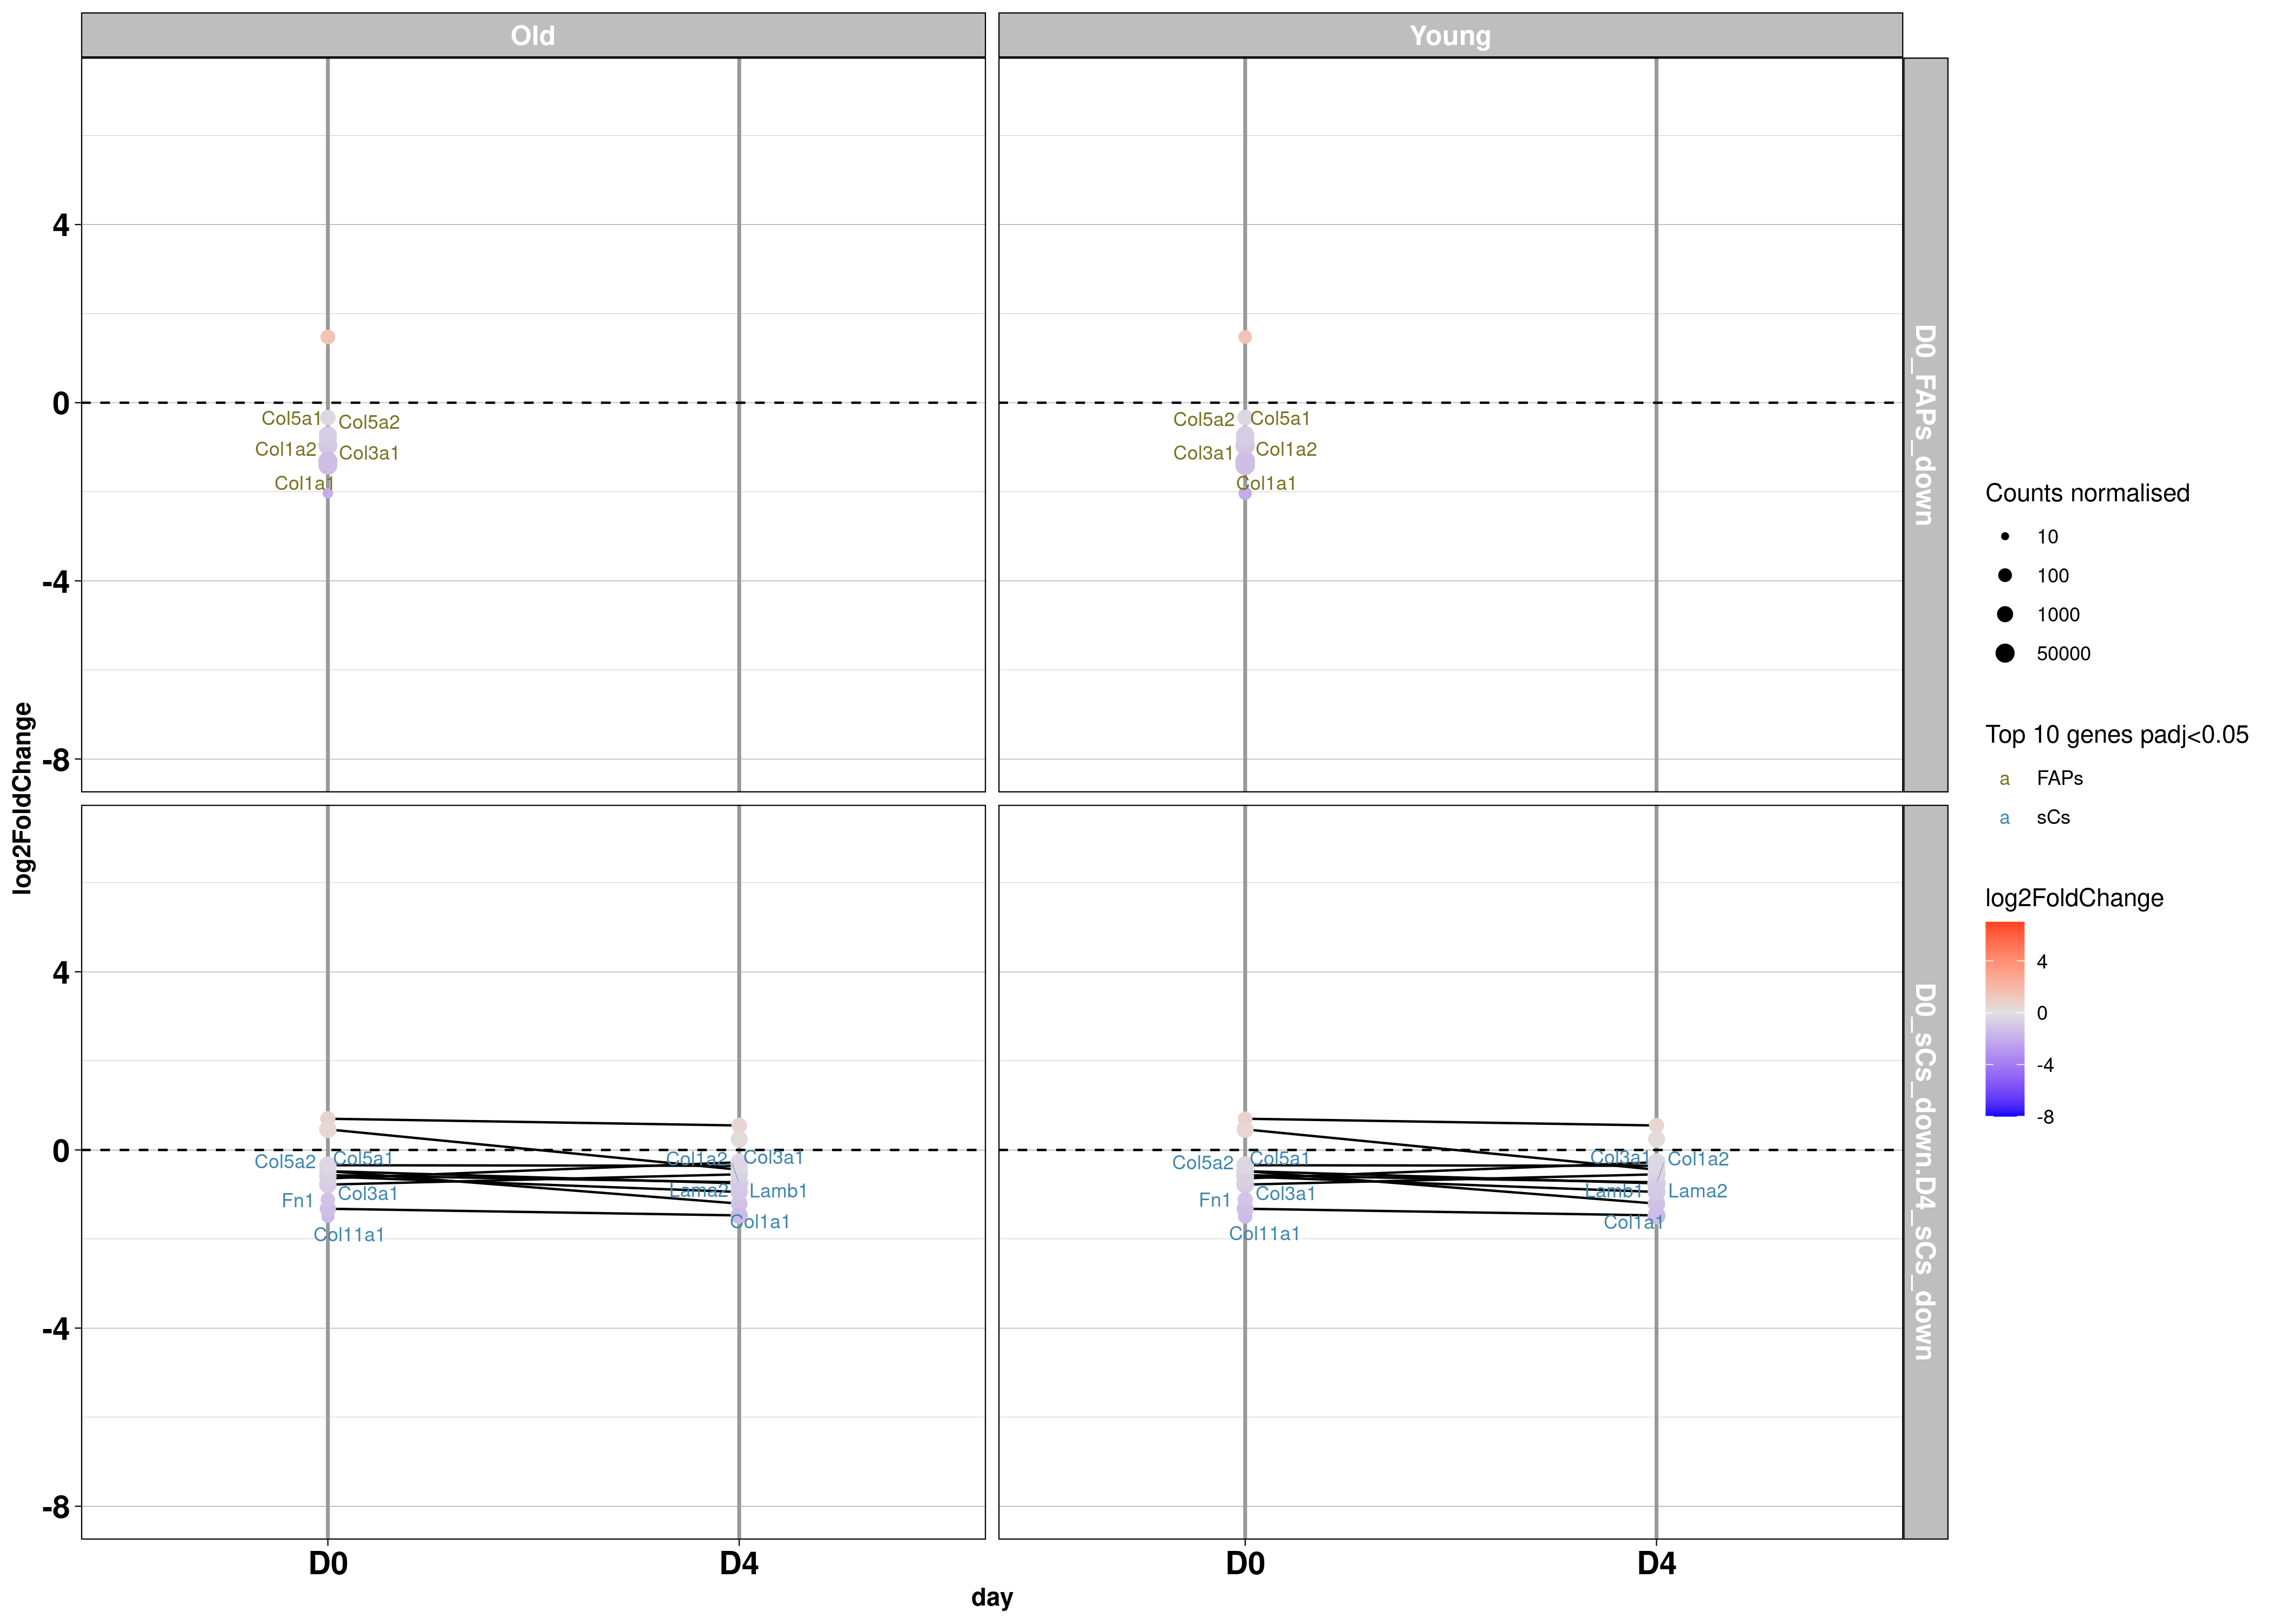 Old
Young
4
0
-4
-8
Col5a1
Col5a2
Col1a2
Col3a1
Col1a1
Col5a2
Col5a1
Col3a1
Col1a2
Col1a1
D0_FAPs_down
log2FoldChange
4
0
-4
-8
Col5a2
Col5a1
Fn1
Col3a1
Col11a1
Col1a2
Col3a1
Lama2
Lamb1
Col1a1
Col5a2
Col5a1
Fn1
Col3a1
Col11a1
Col3a1
Col1a2
Lamb1
Lama2
Col1a1
D0_sCs_down.D4_sCs_down
D0
D4
D0
D4
day
Counts normalised
10
100
1000
50000
Top 10 genes padj<0.05
a FAPs
a sCs
log2FoldChange
4
0
-4
-8